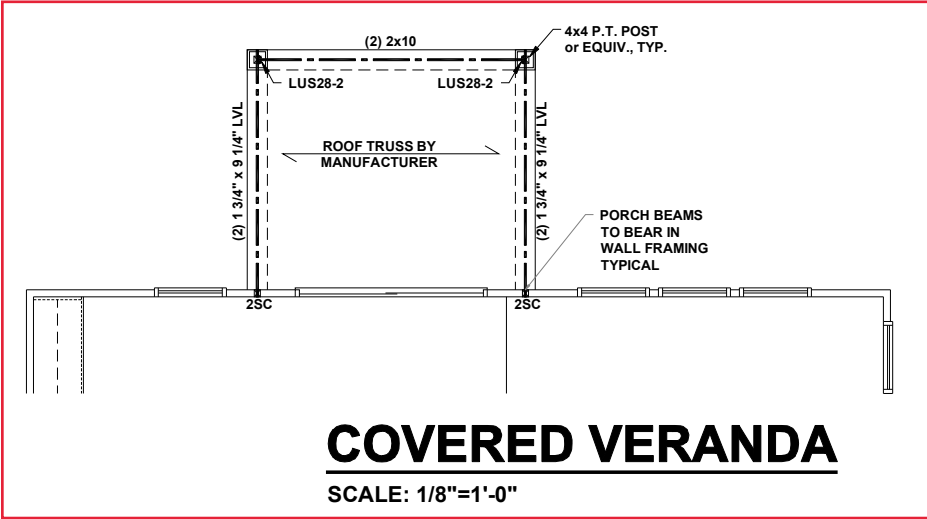 (2) 2x10
4x4 P.T. POST
or EQUIV., TYP.
LUS28-2
LUS28-2
(2) 1 3/4" x 9 1/4" LVL
(2) 1 3/4" x 9 1/4" LVL
ROOF TRUSS BY
MANUFACTURER
PORCH BEAMS
TO BEAR IN
WALL FRAMING
TYPICAL
2SC
2SC
COVERED VERANDA
SCALE: 1/8"=1'-0"